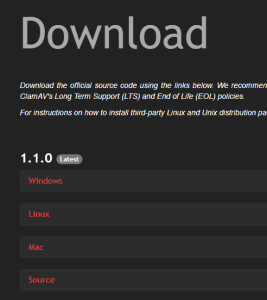 Download
Download the official source code using the links below. We recommen
ClamAV's Long Term Support (LTS) and End of Life (EOL) policies.
For instructions on how to install third-party Linux and Unix distribution pa
1.1.0 Latest
Windows
Linux
Mac
Source